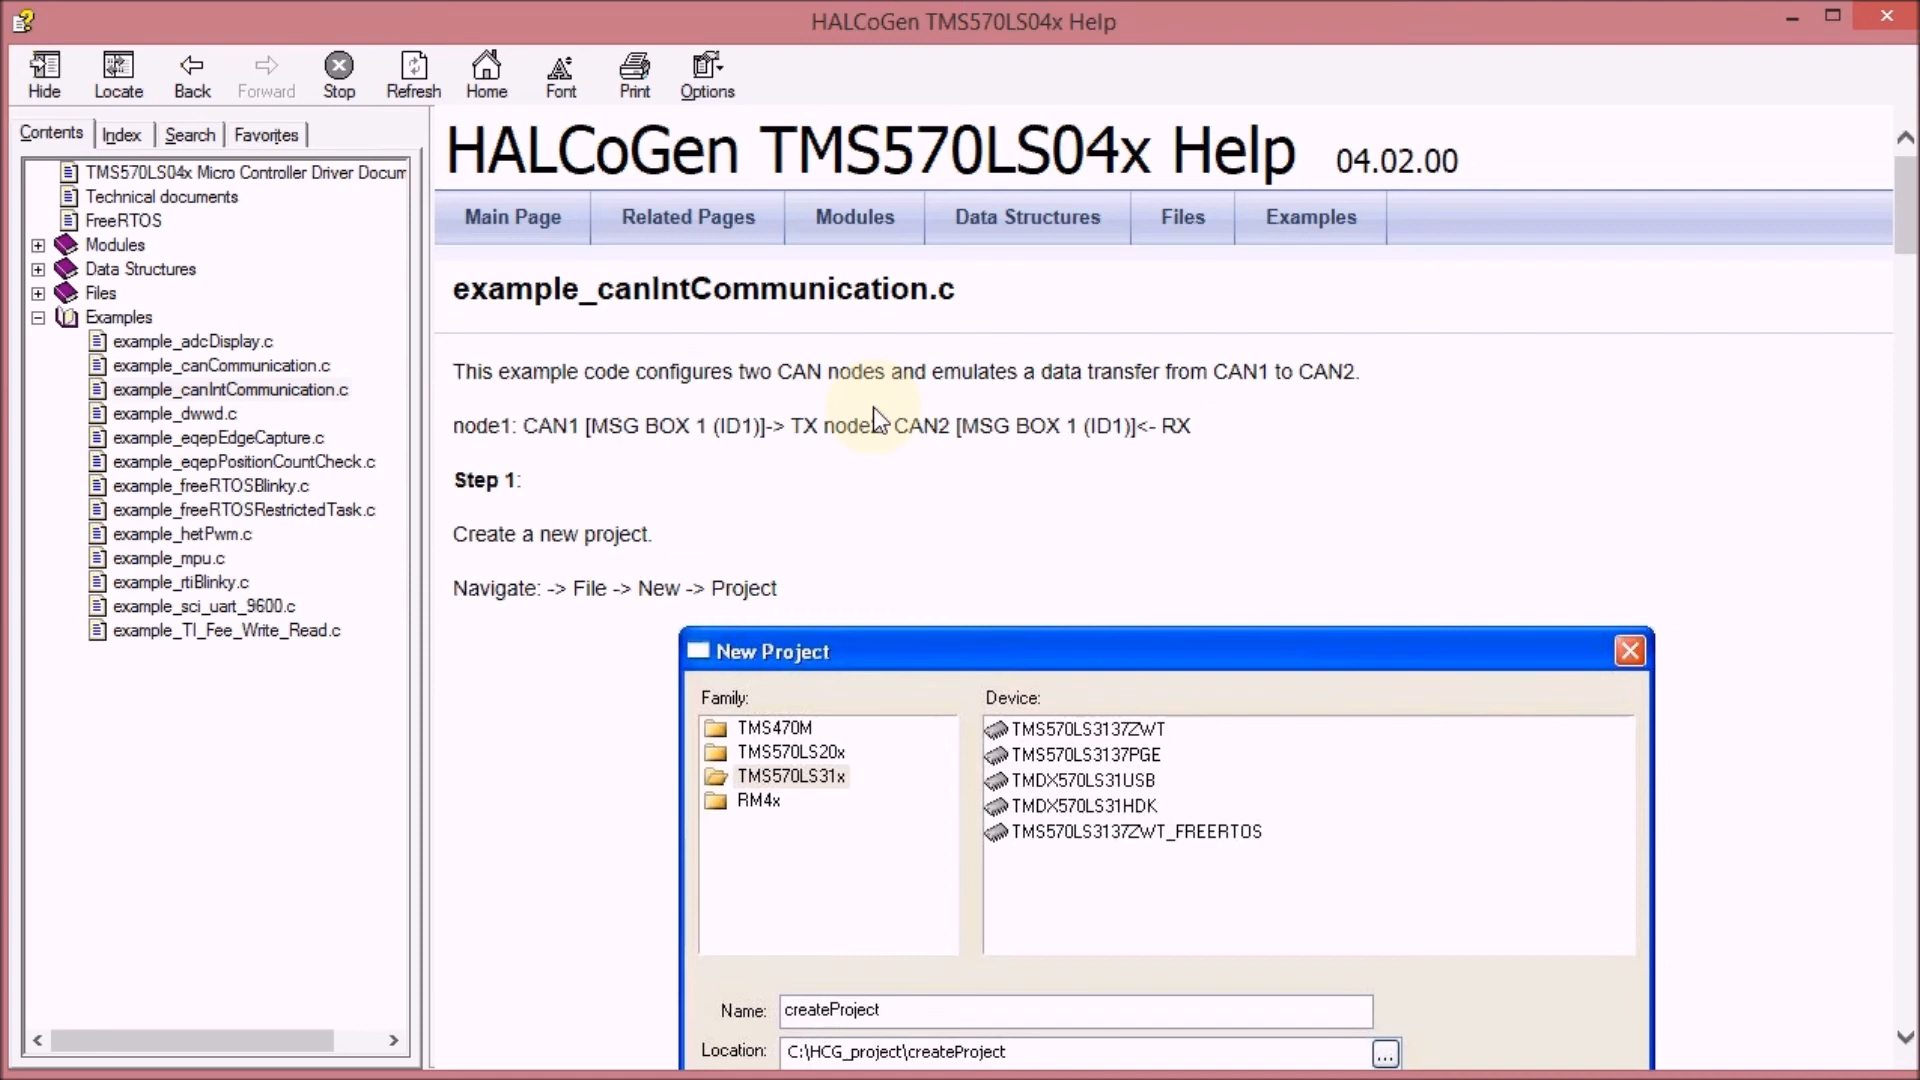 HALCoGen TMS570LS04x Help
Hide Locate Back Forward Stop Refresh Home Font Print Options
Contents Index Search Favorites
TMS570LS04x Micro Controller Driver Docum
Technical documents
FreeRTOS
Modules
Data Structures
Files
Examples
example_adcDisplay.c
example_canCommunication.c
example_canIntCommunication.c
example_dwwd.c
example_eqepEdgeCapture.c
example_eqepPositionCountCheck.c
example_freeRTOSBlinky.c
example_freeRTOSRestrictedTask.c
example_hetPwm.c
example_mpu.c
example_rtiBlinky.c
example_sci_uart_9600.c
example_TI_Fee_Write_Read.c
HALCoGen TMS570LS04x Help 04.02.00
Main Page Related Pages Modules Data Structures Files Examples
example_canIntCommunication.c
This example code configures two CAN nodes and emulates a data transfer from CAN1 to CAN2.
node1: CAN1 [MSG BOX 1 (ID1)]-> TX node CAN2 [MSG BOX 1 (ID1)]<- RX
Step 1:
Create a new project.
Navigate: -> File -> New -> Project
New Project
Family:
TMS470M
TMS570LS20x
TMS570LS31x
RM4x
Device:
TMS570LS3137ZWT
TMS570LS3137PGE
TMDX570LS31USB
TMDX570LS31HDK
TMS570LS3137ZWT_FREERTOS
Name: createProject
Location: C:\HCG_project\createProject ...